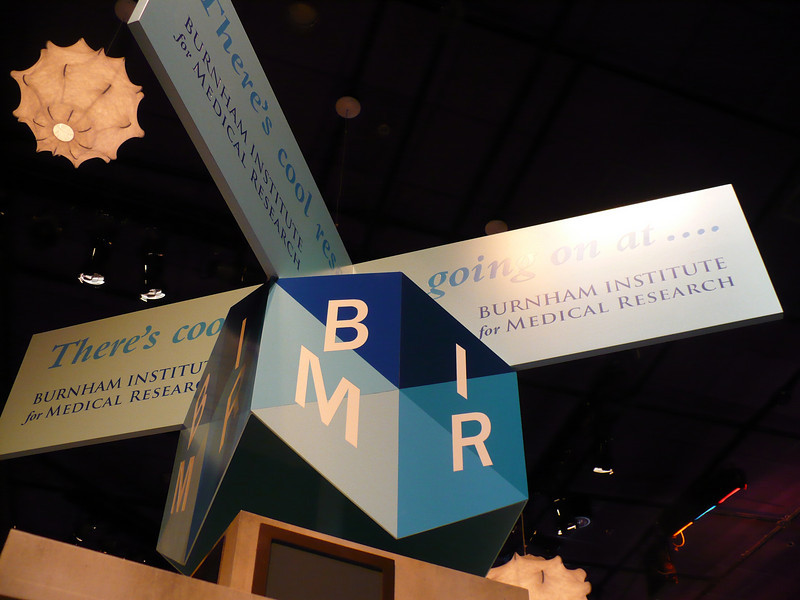 There's cool res
BURNHAM INSTITUTE
for MEDICAL RESEARCH
going on at ....
BURNHAM INSTITUTE
for MEDICAL RESEARCH
There's coo
BURNHAM INSTITUT
for MEDICAL RESEARC
B
I
M
R
I
B
F
M